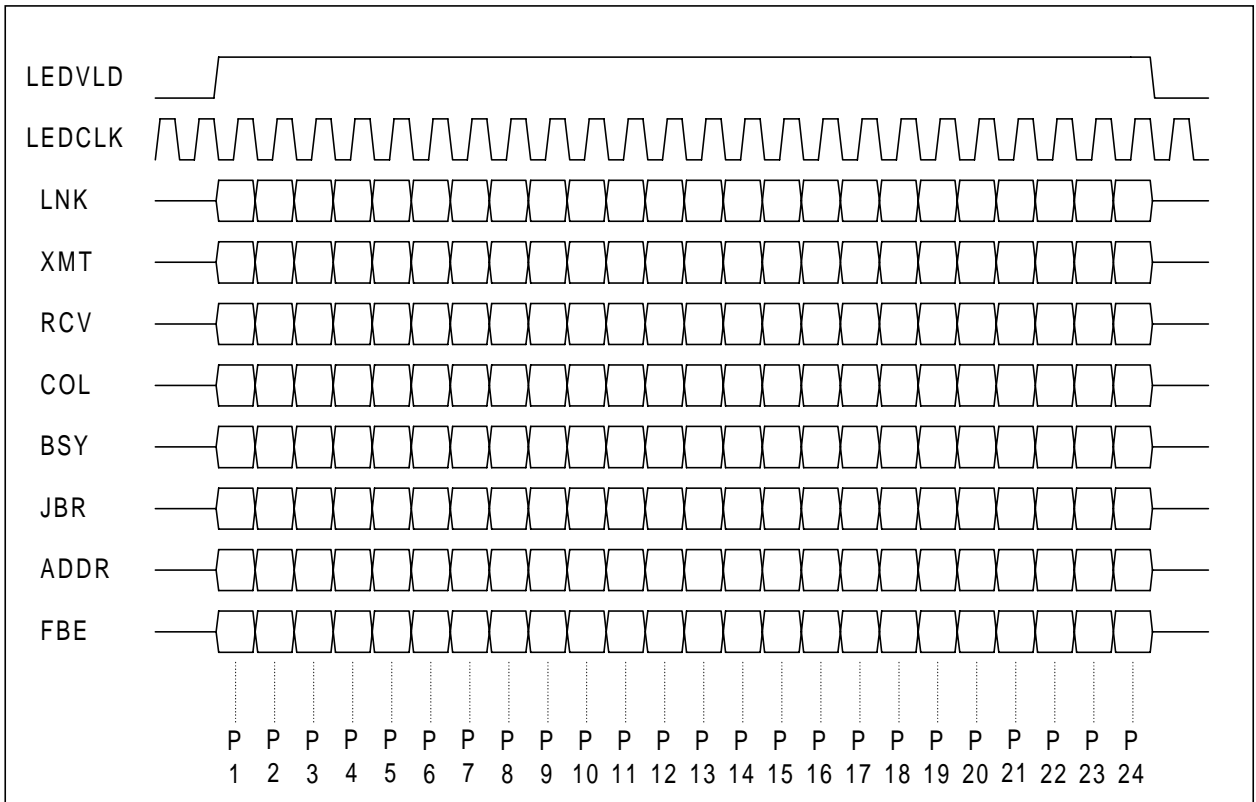 LEDVLD
LEDCLK
LNK
XMT
RCV
COL
BSY
JBR
ADDR
FBE
P P P P P P P P P P P P P P P P P P P P P P P P
1 2 3 4 5 6 7 8 9 10 11 12 13 14 15 16 17 18 19 20 21 22 23 24